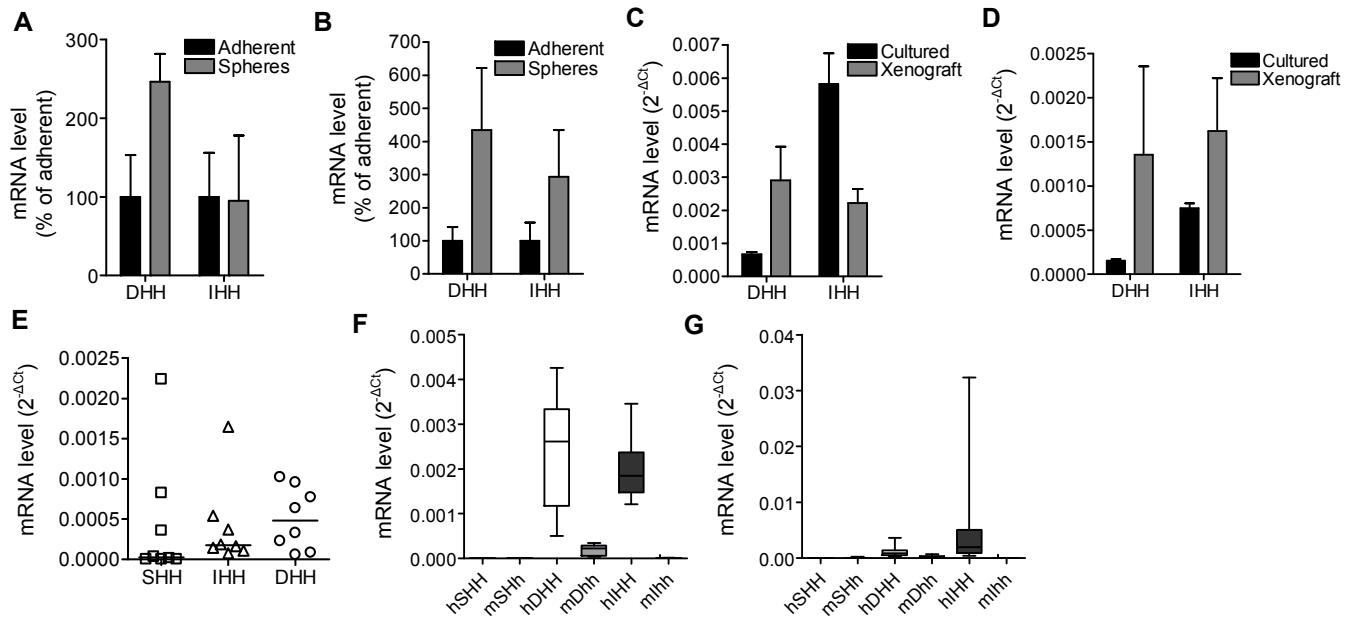 A
mRNA level
(% of adherent)
300
200
100
0
Adherent
Spheres
DHH IHH
B
mRNA level
(% of adherent)
700
600
500
400
300
200
100
0
Adherent
Spheres
DHH IHH
C
mRNA level (2^-ΔCt)
0.007
0.006
0.005
0.004
0.003
0.002
0.001
0.000
Cultured
Xenograft
DHH IHH
D
mRNA level (2^-ΔCt)
0.0025
0.0020
0.0015
0.0010
0.0005
0.0000
Cultured
Xenograft
DHH IHH
E
mRNA level (2^-ΔCt)
0.0025
0.0020
0.0015
0.0010
0.0005
0.0000
SHH IHH DHH
F
mRNA level (2^-ΔCt)
0.005
0.004
0.003
0.002
0.001
0.000
hSHH mSHh hDHH mDhh hIHH mIhh
G
mRNA level (2^-ΔCt)
0.04
0.03
0.02
0.01
0.00
hSHH mSHh hDHH mDhh hIHH mIhh